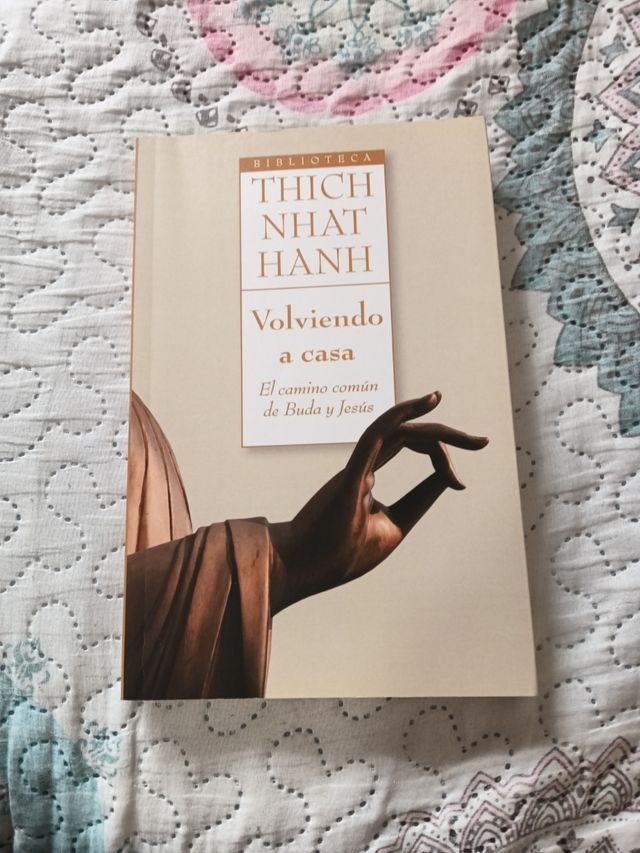 BIBLIOTECA
THICH
NHAT
HANH
Volviendo
a casa
El camino común
de Buda y Jesús